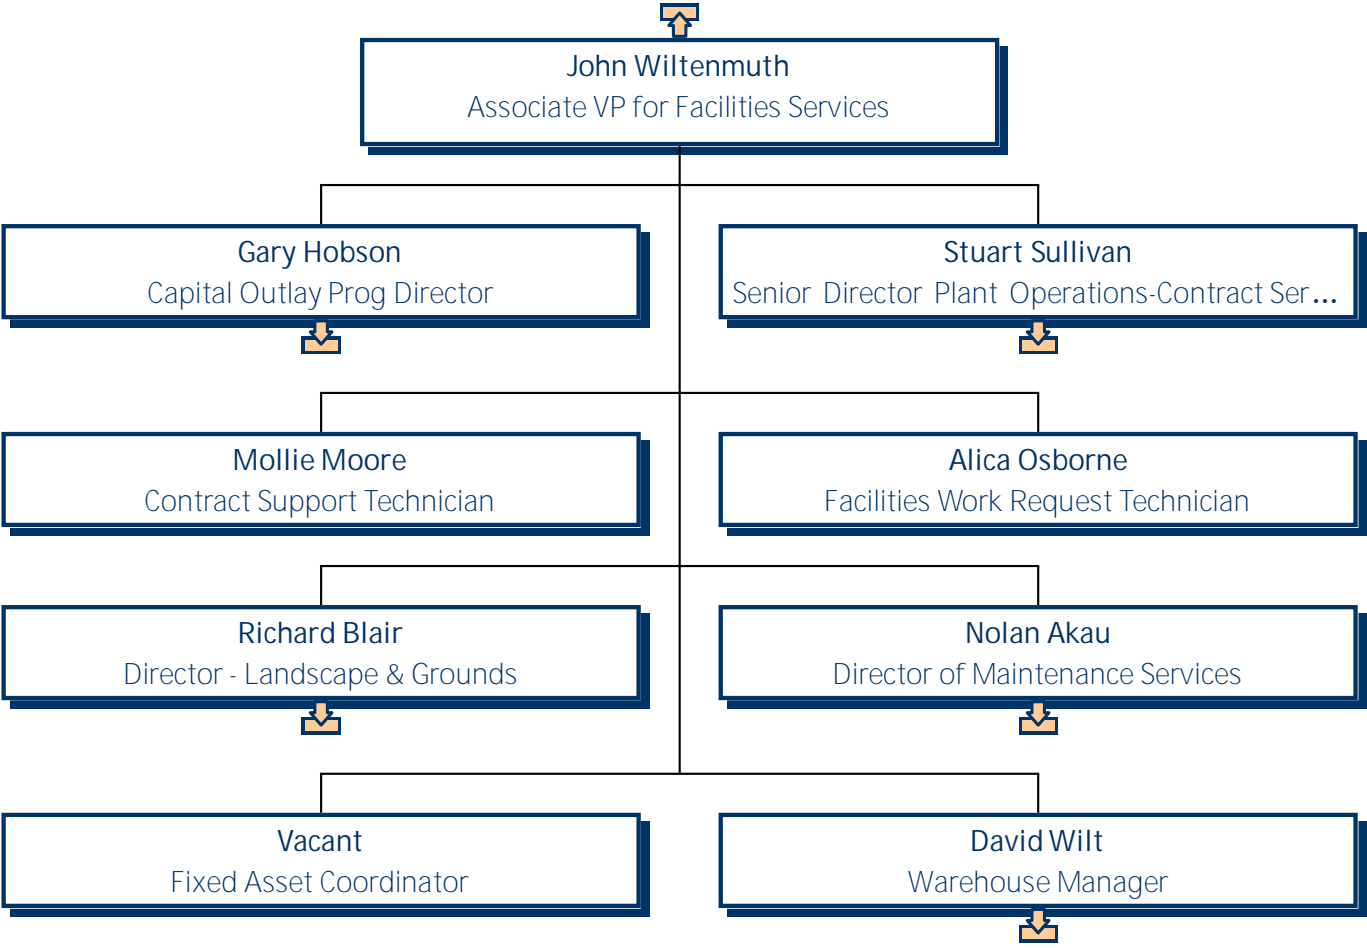 John Wiltenmuth
Associate VP for Facilities Services
Gary Hobson
Capital Outlay Prog Director
Stuart Sullivan
Senior Director Plant Operations-Contract Ser...
Mollie Moore
Contract Support Technician
Alica Osborne
Facilities Work Request Technician
Richard Blair
Director - Landscape & Grounds
Nolan Akau
Director of Maintenance Services
Vacant
Fixed Asset Coordinator
David Wilt
Warehouse Manager